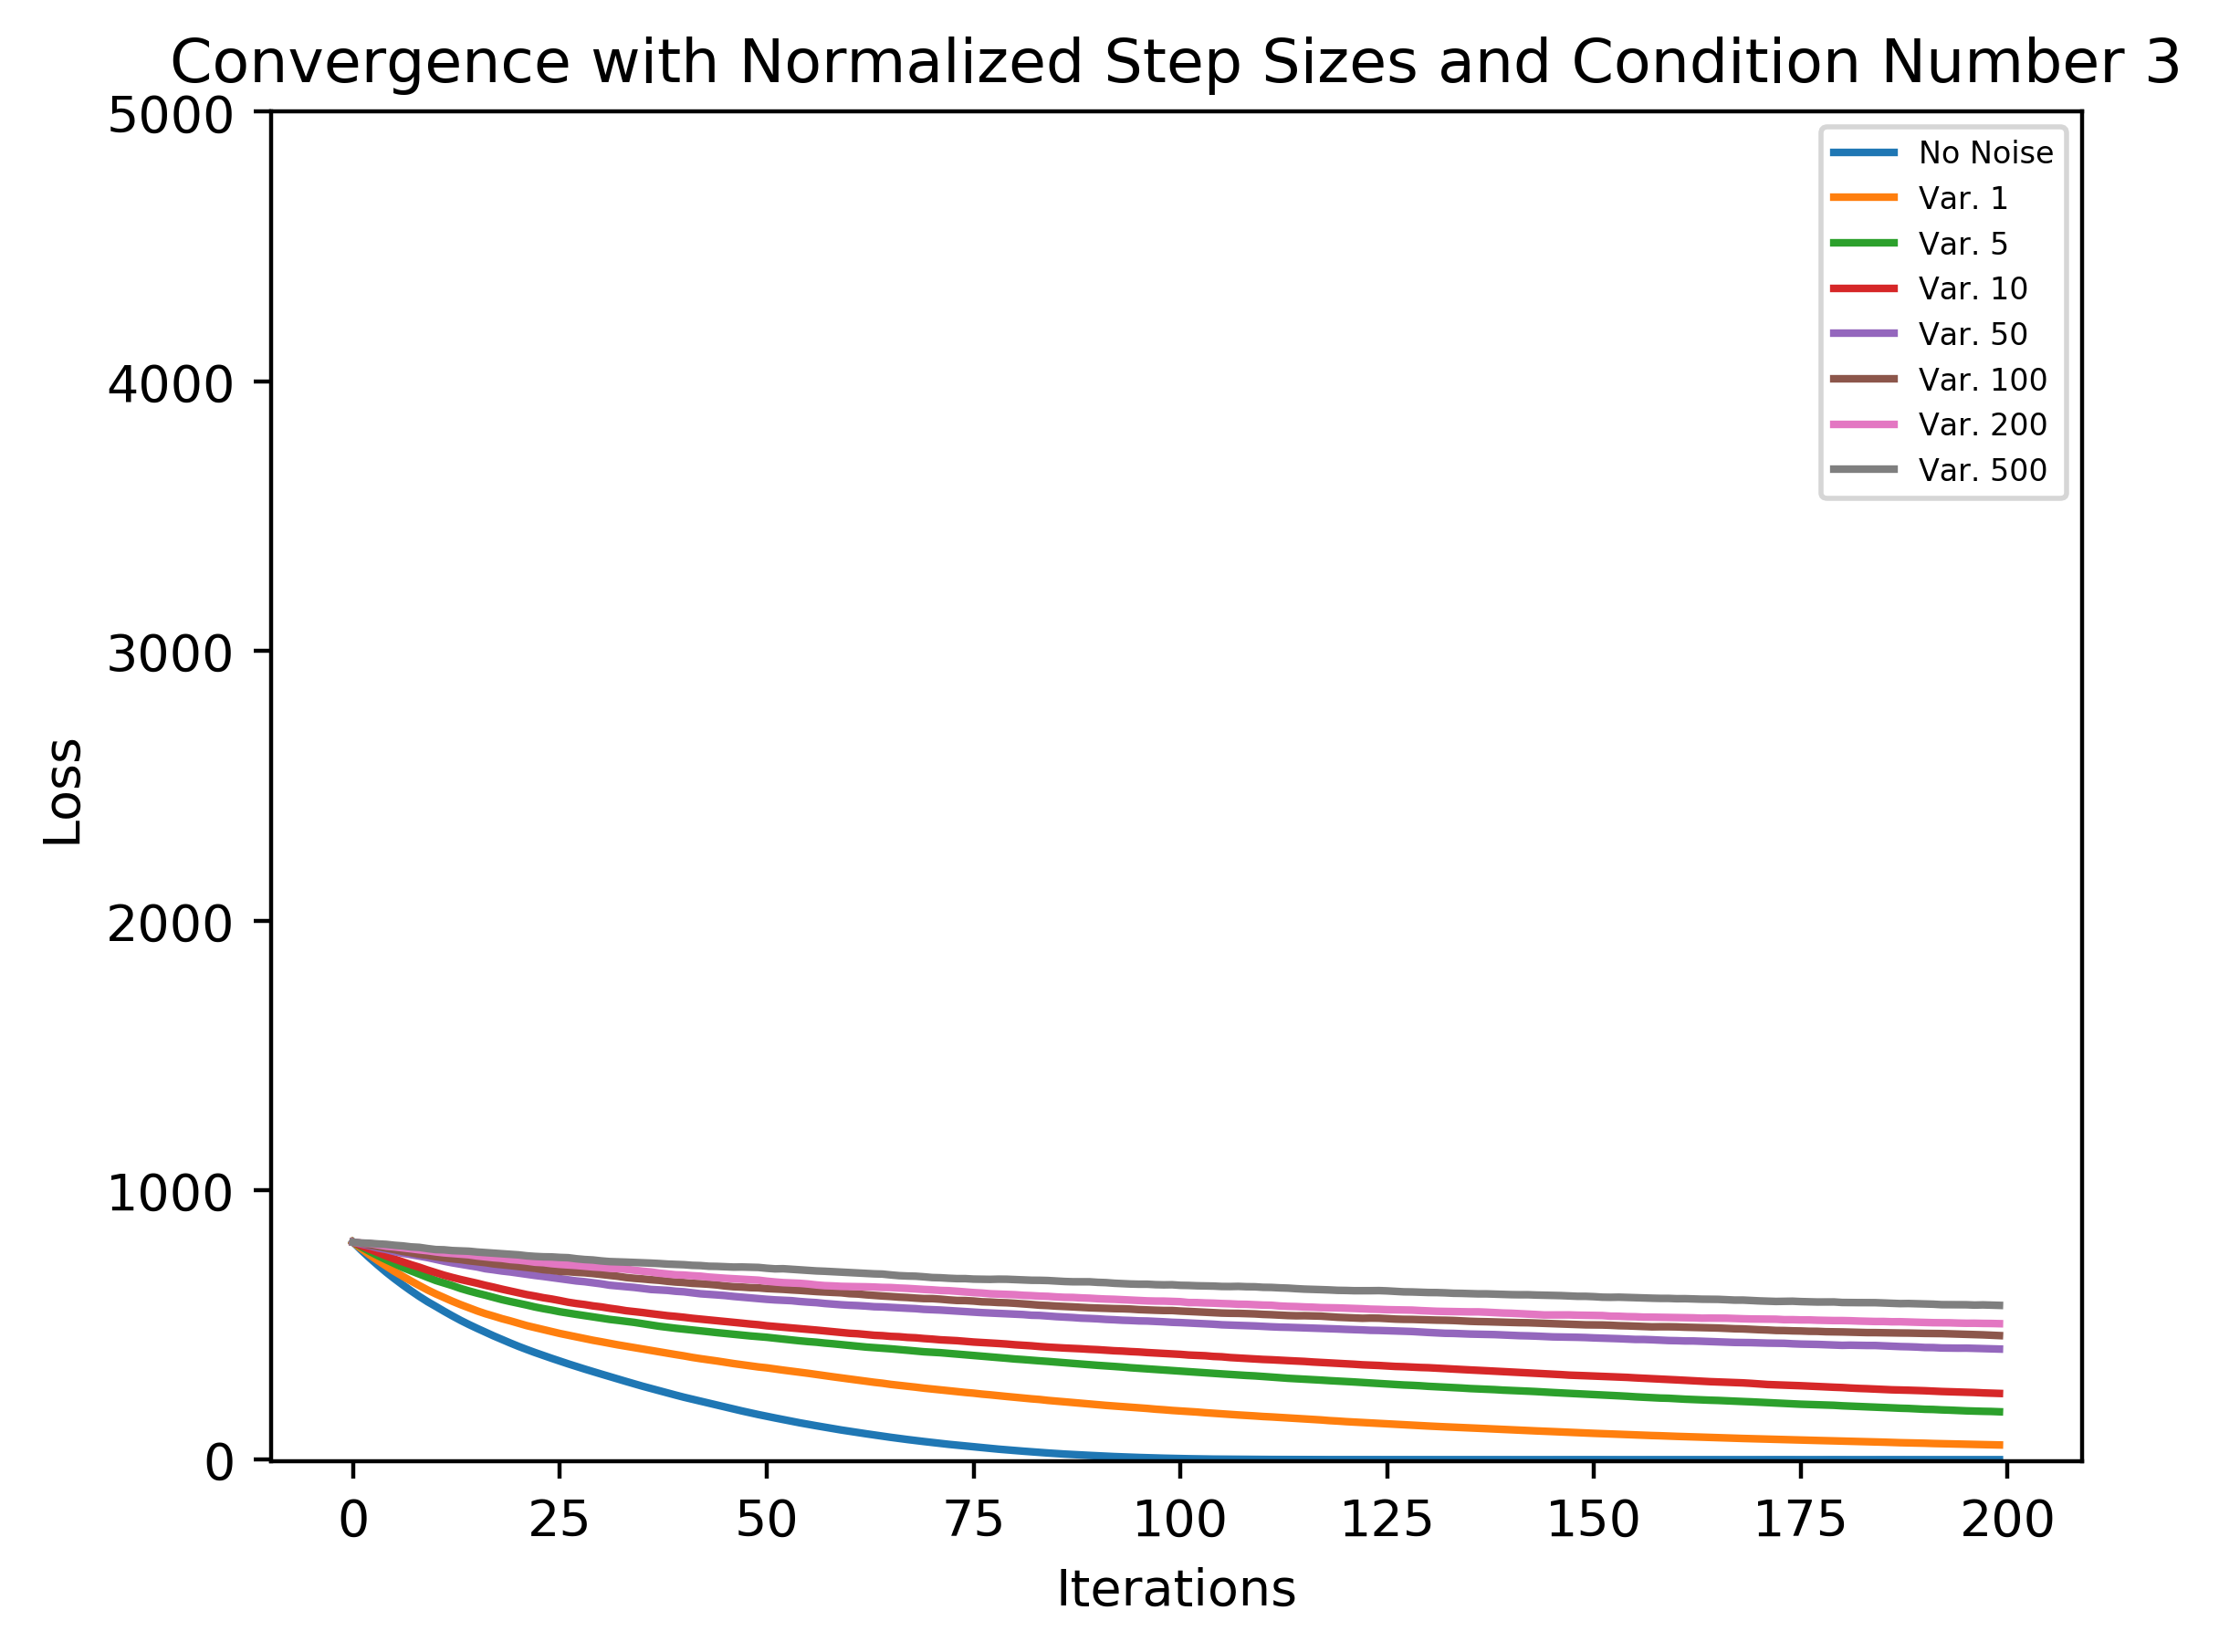 Convergence with Normalized Step Sizes and Condition Number 3
5000
4000
3000
2000
1000
0
Loss
No Noise
Var. 1
Var. 5
Var. 10
Var. 50
Var. 100
Var. 200
Var. 500
0 25 50 75 100 125 150 175 200
Iterations